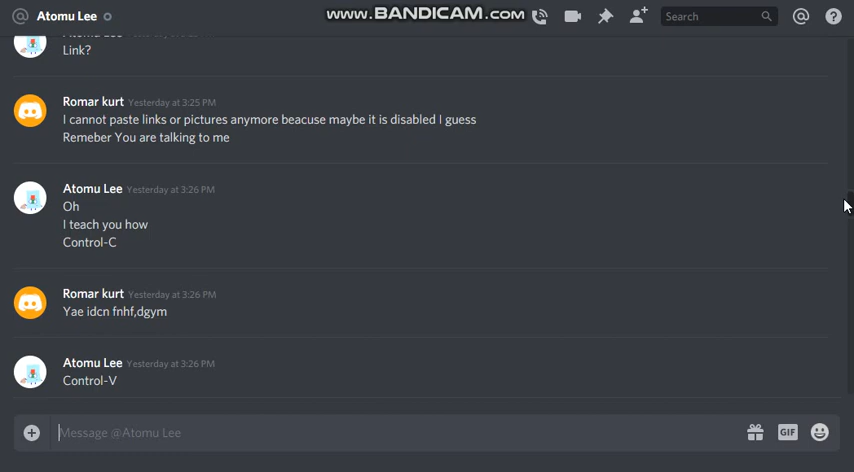 @ Atomu Lee
www.BANDICAM.com
Search
Link?
Romar kurt Yesterday at 3:25 PM
I cannot paste links or pictures anymore beacuse maybe it is disabled I guess
Remeber You are talking to me
Atomu Lee Yesterday at 3:26 PM
Oh
I teach you how
Control-C
Romar kurt Yesterday at 3:26 PM
Yae idcn fnhf,dgym
Atomu Lee Yesterday at 3:26 PM
Control-V
Message @Atomu Lee
GIF